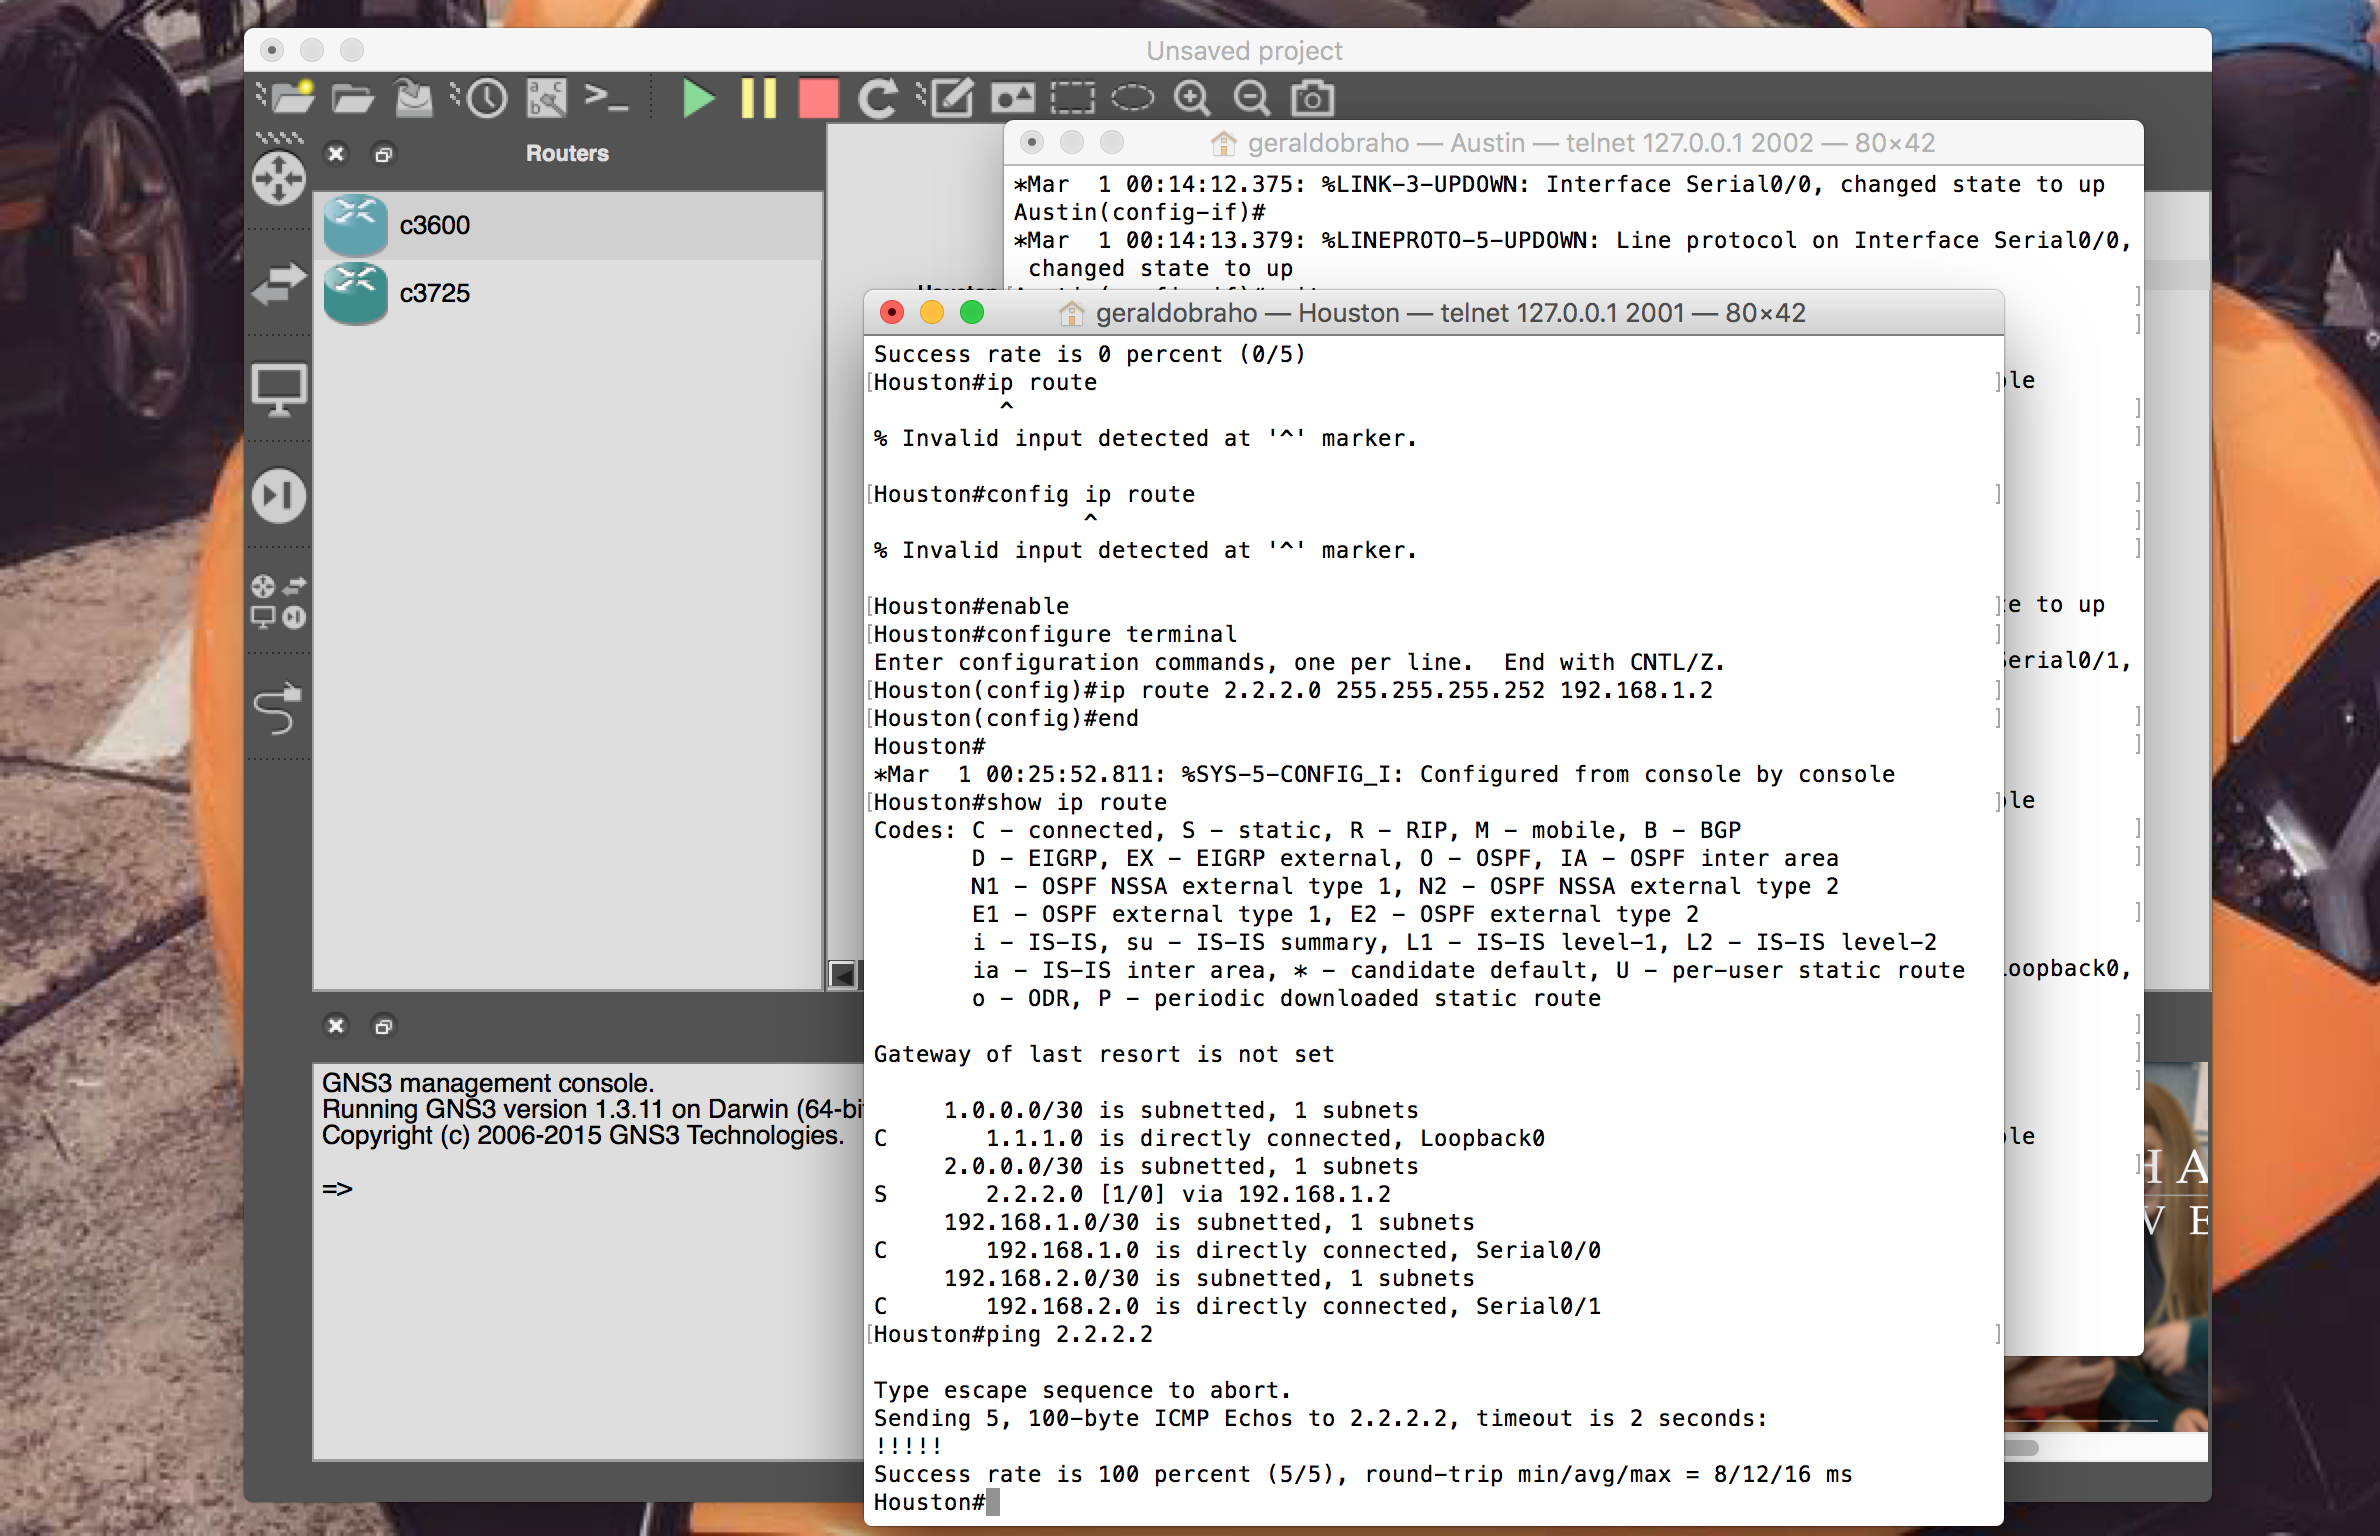 Unsaved project
Routers
c3600
c3725
geraldobraho — Austin — telnet 127.0.0.1 2002 — 80×42
*Mar  1 00:14:12.375: %LINK-3-UPDOWN: Interface Serial0/0, changed state to up
Austin(config-if)#
*Mar  1 00:14:13.379: %LINEPROTO-5-UPDOWN: Line protocol on Interface Serial0/0,
 changed state to up
geraldobraho — Houston — telnet 127.0.0.1 2001 — 80×42
Success rate is 0 percent (0/5)
[Houston#ip route ]
^
% Invalid input detected at '^' marker.
[Houston#config ip route ]
^
% Invalid input detected at '^' marker.
[Houston#enable ]
[Houston#configure terminal ]
Enter configuration commands, one per line.  End with CNTL/Z.
[Houston(config)#ip route 2.2.2.0 255.255.255.252 192.168.1.2 ]
[Houston(config)#end ]
Houston#
*Mar  1 00:25:52.811: %SYS-5-CONFIG_I: Configured from console by console
[Houston#show ip route ]
Codes: C - connected, S - static, R - RIP, M - mobile, B - BGP
D - EIGRP, EX - EIGRP external, O - OSPF, IA - OSPF inter area
N1 - OSPF NSSA external type 1, N2 - OSPF NSSA external type 2
E1 - OSPF external type 1, E2 - OSPF external type 2
i - IS-IS, su - IS-IS summary, L1 - IS-IS level-1, L2 - IS-IS level-2
ia - IS-IS inter area, * - candidate default, U - per-user static route
o - ODR, P - periodic downloaded static route
Gateway of last resort is not set
1.0.0.0/30 is subnetted, 1 subnets
C       1.1.1.0 is directly connected, Loopback0
2.0.0.0/30 is subnetted, 1 subnets
S       2.2.2.0 [1/0] via 192.168.1.2
192.168.1.0/30 is subnetted, 1 subnets
C       192.168.1.0 is directly connected, Serial0/0
192.168.2.0/30 is subnetted, 1 subnets
C       192.168.2.0 is directly connected, Serial0/1
[Houston#ping 2.2.2.2 ]
Type escape sequence to abort.
Sending 5, 100-byte ICMP Echos to 2.2.2.2, timeout is 2 seconds:
!!!!!
Success rate is 100 percent (5/5), round-trip min/avg/max = 8/12/16 ms
Houston#
to up
GNS3 management console.
Running GNS3 version 1.3.11 on Darwin (64-bi
Copyright (c) 2006-2015 GNS3 Technologies.
=>